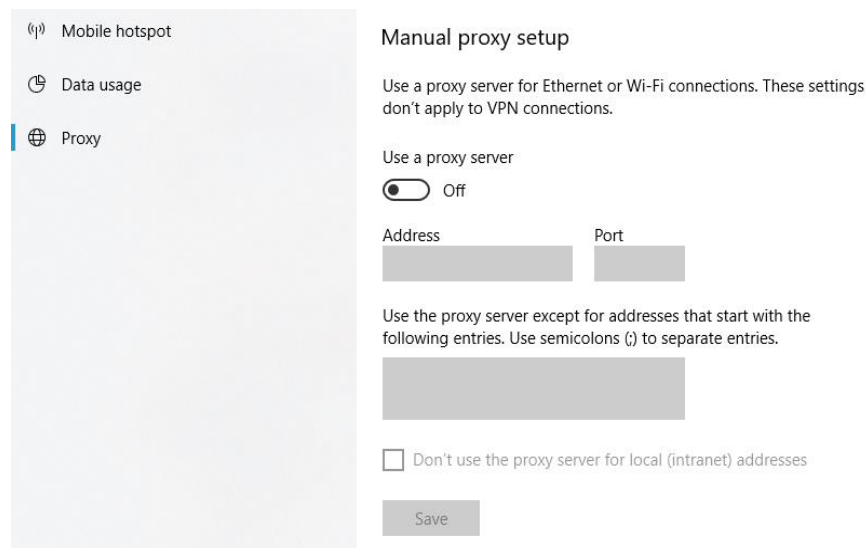 Mobile hotspot
Data usage
Proxy
Manual proxy setup
Use a proxy server for Ethernet or Wi-Fi connections. These settings
don't apply to VPN connections.
Use a proxy server
Off
Address Port
Use the proxy server except for addresses that start with the
following entries. Use semicolons (;) to separate entries.
Don't use the proxy server for local (intranet) addresses
Save